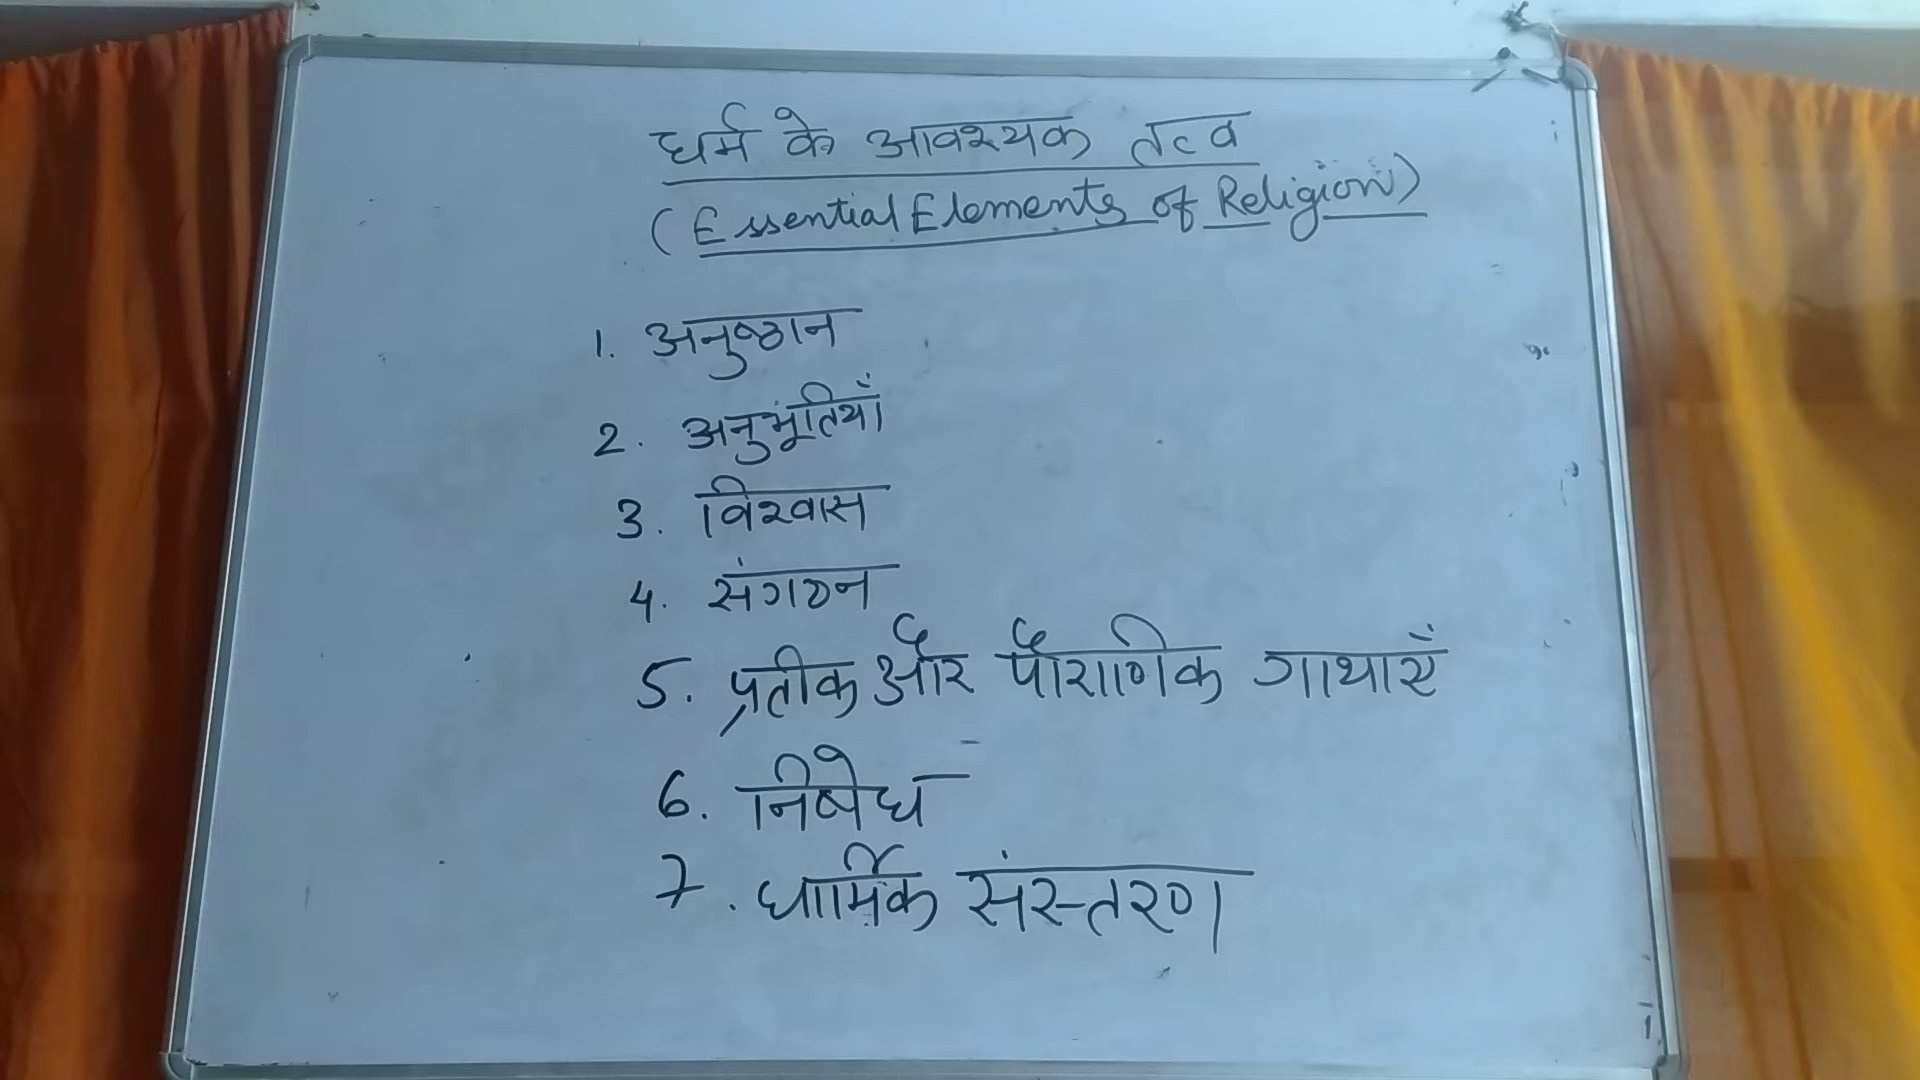 धर्म के आवश्यक तत्व
(Essential Elements of Religion)
1. अनुष्ठान
2. अनुभूतियाँ
3. विश्वास
4. संगठन
5. प्रतीक और पौराणिक गाथाएँ
6. निषेध
7. धार्मिक संस्तरण